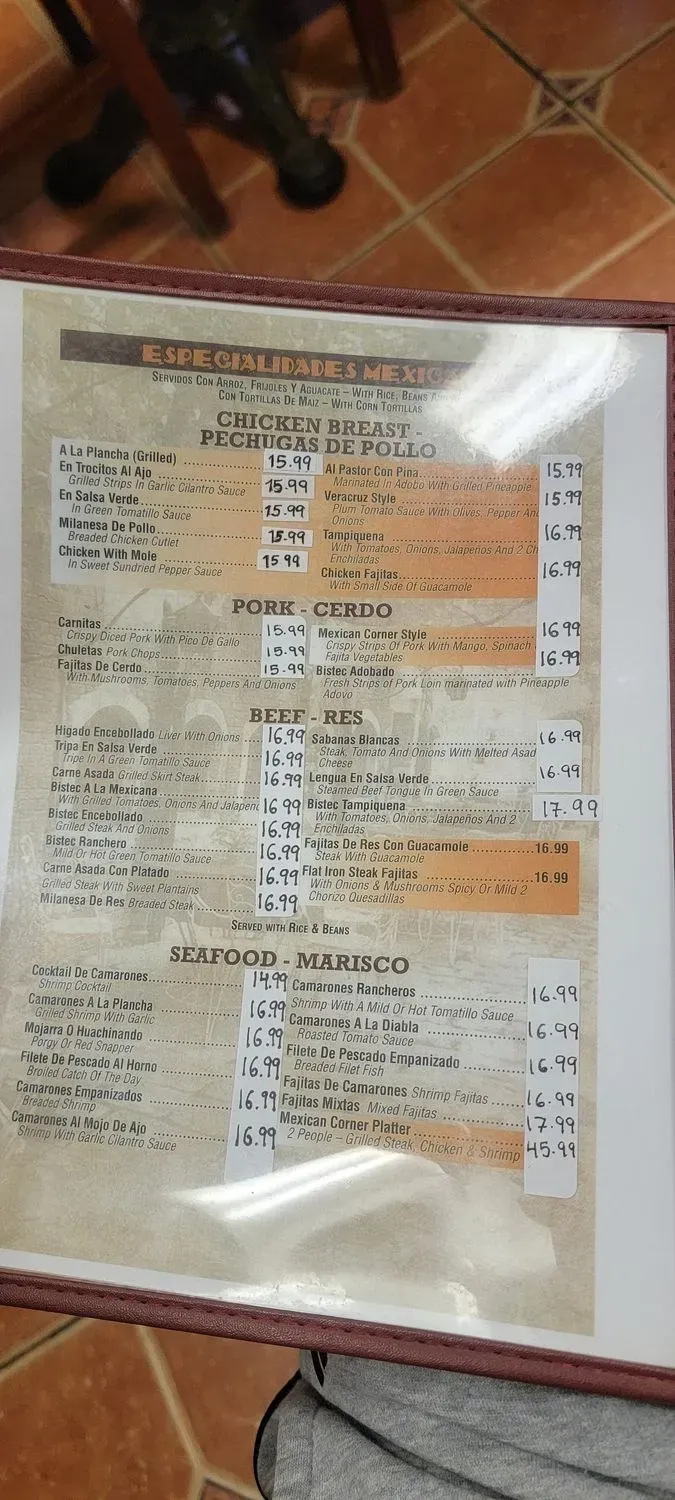 ESPECIALIDADES MEXIC
SERVIDOS CON ARROZ, FRIJOLES Y AGUACATE – WITH RICE, BEANS
CON TORTILLAS DE MAIZ – WITH CORN TORTILLAS
CHICKEN BREAST -
PECHUGAS DE POLLO
A La Plancha (Grilled) 15.99
En Trocitos Al Ajo 15.99
Grilled Strips In Garlic Cilantro Sauce
En Salsa Verde 15.99
In Green Tomatillo Sauce
Milanesa De Pollo 15.99
Breaded Chicken Cutlet
Chicken With Mole 15 99
In Sweet Sundried Pepper Sauce
Al Pastor Con Pina 15.99
Marinated In Adobo With Grilled Pineapple
Veracruz Style 15.99
Plum Tomato Sauce With Olives, Pepper And
Onions
Tampiquena 16.99
With Tomatoes, Onions, Jalapeños And 2 Ch
Enchiladas
Chicken Fajitas 16.99
With Small Side Of Guacamole
PORK - CERDO
Carnitas 15.99
Crispy Diced Pork With Pico De Gallo
Chuletas Pork Chops 15.99
Fajitas De Cerdo 15.99
With Mushrooms, Tomatoes, Peppers And Onions
Mexican Corner Style 16 99
Crispy Strips Of Pork With Mango, Spinach
Fajita Vegetables
Bistec Adobado 16.99
Fresh Strips of Pork Loin marinated with Pineapple
Adovo
BEEF - RES
Higado Encebollado Liver With Onions 16.99
Tripa En Salsa Verde 16.99
Tripe In A Green Tomatillo Sauce
Carne Asada Grilled Skirt Steak 16.99
Bistec A La Mexicana 16 99
With Grilled Tomatoes, Onions And Jalapeno
Bistec Encebollado 16.99
Grilled Steak And Onions
Bistec Ranchero 16.99
Mild Or Hot Green Tomatillo Sauce
Carne Asada Con Platado 16.99
Grilled Steak With Sweet Plantains
Milanesa De Res Breaded Steak 16.99
Sabanas Blancas 16.99
Steak, Tomato And Onions With Melted Asad
Cheese
Lengua En Salsa Verde 16.99
Steamed Beef Tongue In Green Sauce
Bistec Tampiquena 17.99
With Tomatoes, Onions, Jalapeños And 2
Enchiladas
Fajitas De Res Con Guacamole 16.99
Steak With Guacamole
Flat Iron Steak Fajitas 16.99
With Onions & Mushrooms Spicy Or Mild 2
Chorizo Quesadillas
SERVED WITH RICE & BEANS
SEAFOOD - MARISCO
Cocktail De Camarones 14.99
Shrimp Cocktail
Camarones A La Plancha 16.99
Grilled Shrimp With Garlic
Mojarra O Huachinando 16.99
Porgy Or Red Snapper
Filete De Pescado Al Horno 16.99
Broiled Catch Of The Day
Camarones Empanizados 16.99
Breaded Shrimp
Camarones Al Mojo De Ajo 16.99
Shrimp With Garlic Cilantro Sauce
Camarones Rancheros 16.99
Shrimp With A Mild Or Hot Tomatillo Sauce
Camarones A La Diabla 16.99
Roasted Tomato Sauce
Filete De Pescado Empanizado 16.99
Breaded Filet Fish
Fajitas De Camarones Shrimp Fajitas 16.99
Fajitas Mixtas Mixed Fajitas 17.99
Mexican Corner Platter 45.99
2 People – Grilled Steak, Chicken & Shrimp